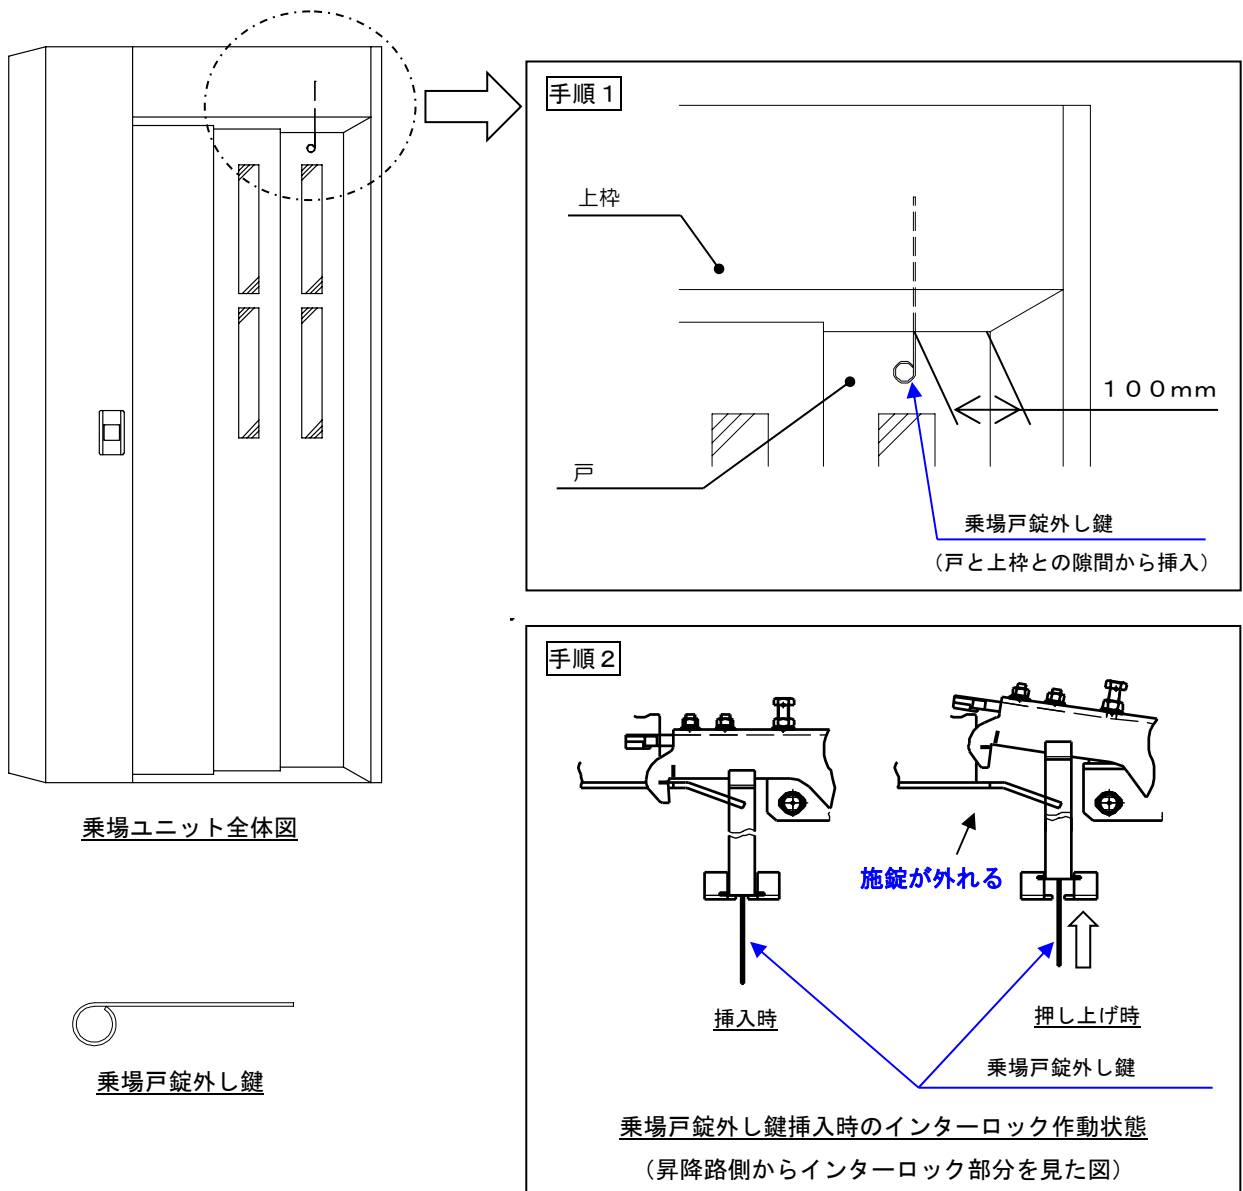 手順１
上枠
１００mm
戸
乗場戸錠外し鍵
（戸と上枠との隙間から挿入）
乗場ユニット全体図
乗場戸錠外し鍵
手順２
施錠が外れる
挿入時
押し上げ時
乗場戸錠外し鍵
乗場戸錠外し鍵挿入時のインターロック作動状態
（昇降路側からインターロック部分を見た図）